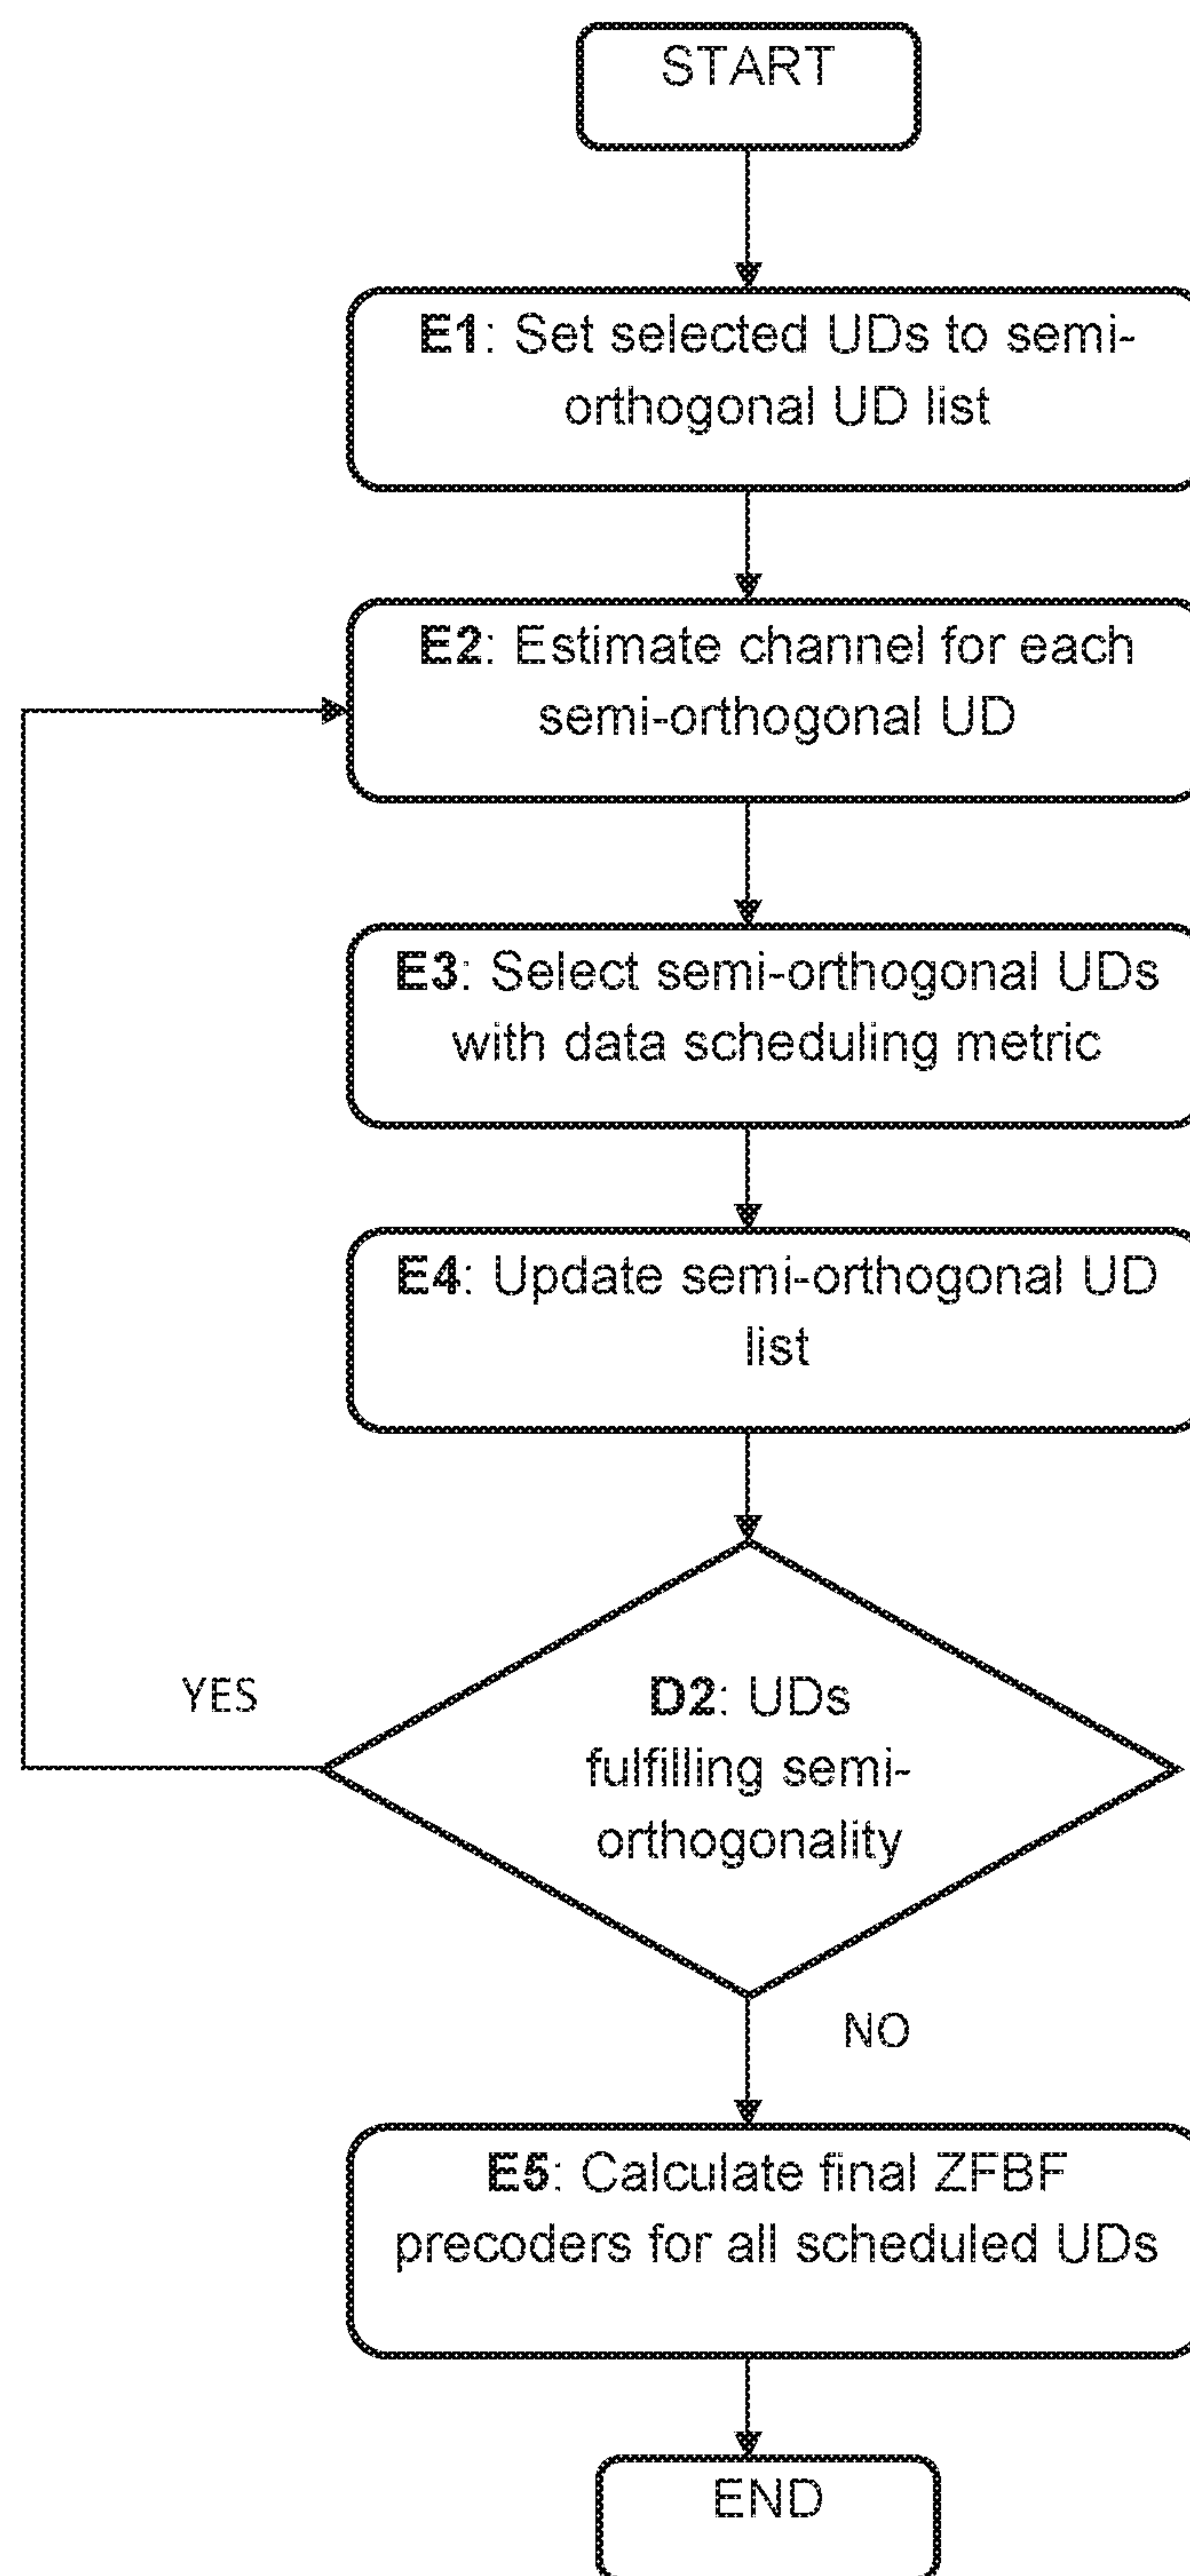 START
E1: Set selected UDs to semi-
orthogonal UD list
E2: Estimate channel for each
semi-orthogonal UD
E3: Select semi-orthogonal UDs
with data scheduling metric
E4: Update semi-orthogonal UD
list
YES
D2: UDs
fulfilling semi-
orthogonality
NO
E5: Calculate final ZFBF
precoders for all scheduled UDs
END